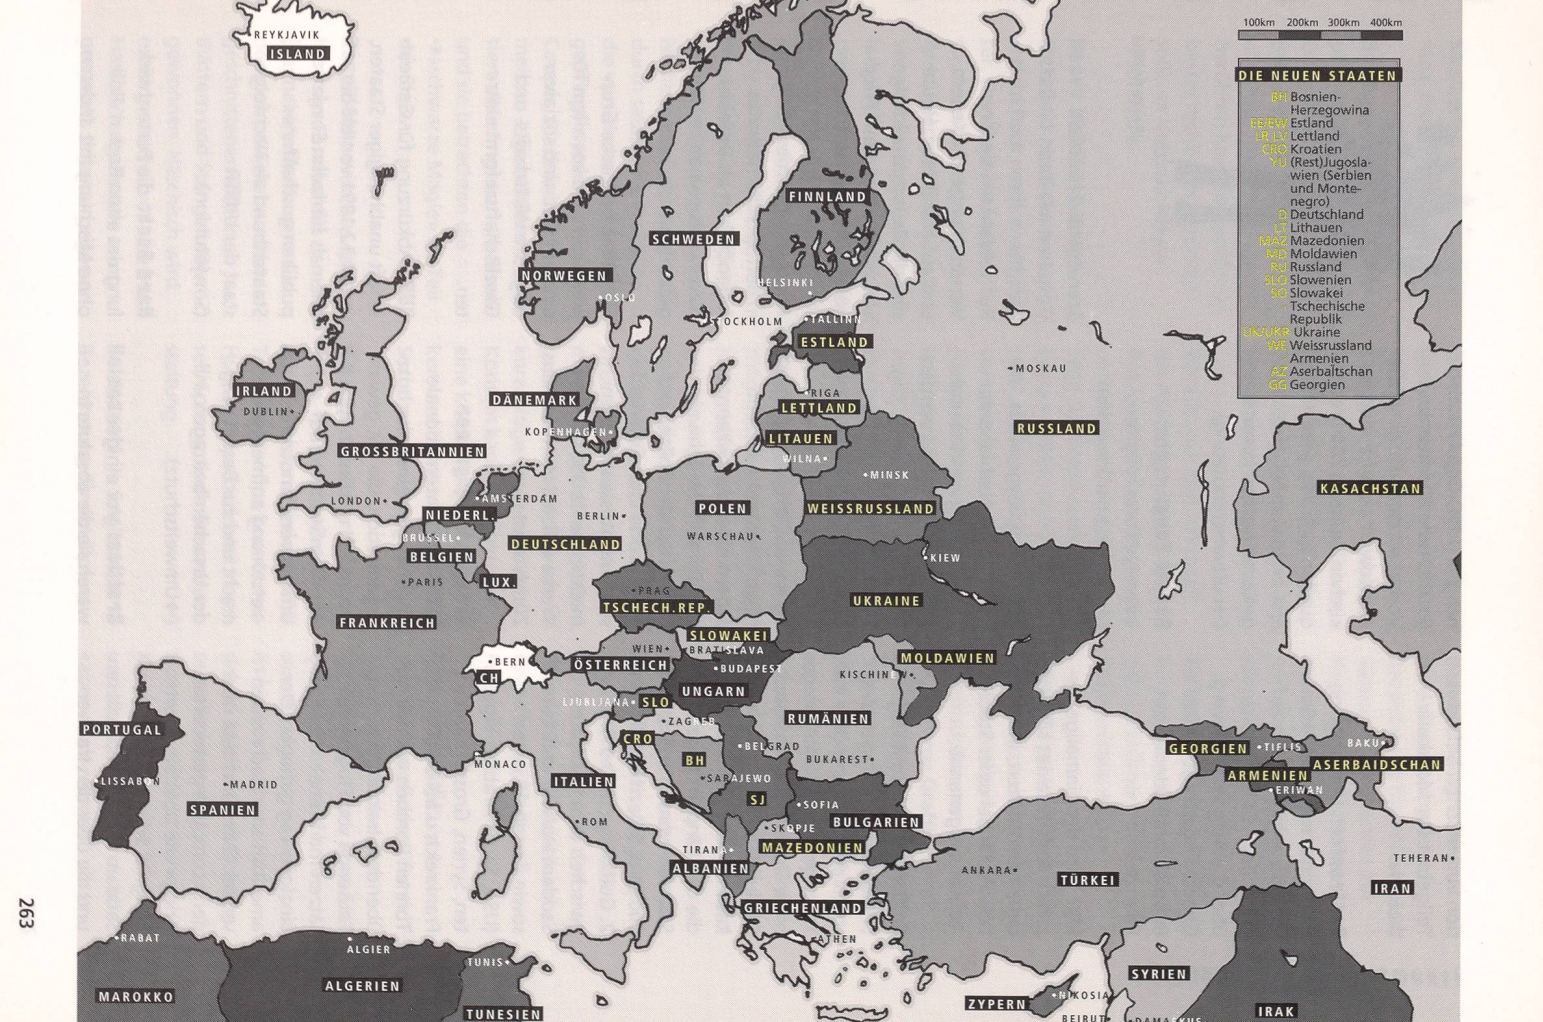 100km 200km 300km 400km
DIE NEUEN STAATEN
BH Bosnien-
Herzegowina
EE/EW Estland
LR LV Lettland
CRO Kroatien
YU (Rest)Jugosla-
wien (Serbien
und Monte-
negro)
D Deutschland
LT Lithauen
MAZ Mazedonien
MD Moldawien
RU Russland
SLO Slowenien
SQ Slowakei
Tschechische
Republik
UK/UKR Ukraine
WE Weissrussland
Armenien
AZ Aserbaïtschan
GG Georgien
REYKJAVIK
ISLAND
FINNLAND
SCHWEDEN
NORWEGEN
HELSINKI
OSLO
STOCKHOLM
TALLINN
ESTLAND
MOSKAU
IRLAND
DUBLIN
DÄNEMARK
RIGA
LETTLAND
KOPENHAGEN
RUSSLAND
LITAUEN
GROSSBRITANNIEN
WILNA
MINSK
KASACHSTAN
LONDON
AMSTERDAM
NIEDERL.
BERLIN
POLEN
WEISSRUSSLAND
BRÜSSEL
BELGIEN
DEUTSCHLAND
WARSCHAU
KIEW
PARIS
LUX.
PRAG
TSCHECH.REP.
UKRAINE
FRANKREICH
SLOWAKEI
WIEN
BRATISLAVA
BERN
CH
ÖSTERREICH
BUDAPEST
MOLDAWIEN
KISCHINEW
UNGARN
LJUBLJANA
SLO
ZAGREB
RUMÄNIEN
PORTUGAL
CRO
BELGRAD
GEORGIEN
TIFLIS
BAKU
MONACO
BH
BUKAREST
ASERBAIDSCHAN
LISSABON
MADRID
ITALIEN
SARAJEWO
ARMENIEN
ERIWAN
SPANIEN
SJ
SOFIA
ROM
SKOPJE
BULGARIEN
TIRANA
MAZEDONIEN
TEHERAN
ALBANIEN
ANKARA
TÜRKEI
IRAN
GRIECHENLAND
263
RABAT
ALGIER
ATHEN
TUNIS
SYRIEN
MAROKKO
ALGERIEN
ZYPERN
NIKOSIA
TUNESIEN
BEIRUT
DAMASKUS
IRAK